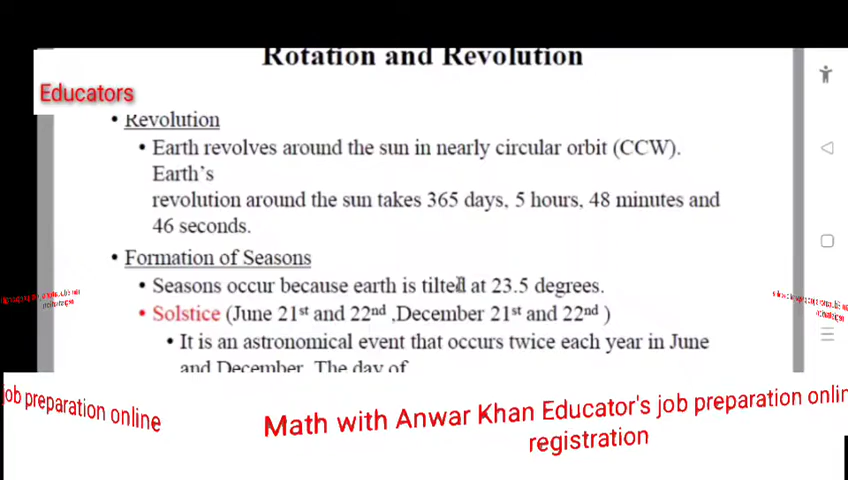 Rotation and Revolution
Educators
• Revolution
• Earth revolves around the sun in nearly circular orbit (CCW).
Earth's
revolution around the sun takes 365 days, 5 hours, 48 minutes and
46 seconds.
• Formation of Seasons
• Seasons occur because earth is tilted at 23.5 degrees.
• Solstice (June 21st and 22nd ,December 21st and 22nd )
• It is an astronomical event that occurs twice each year in June
and December. The day of
job preparation online
Math with Anwar Khan Educator's job preparation onlin
registration